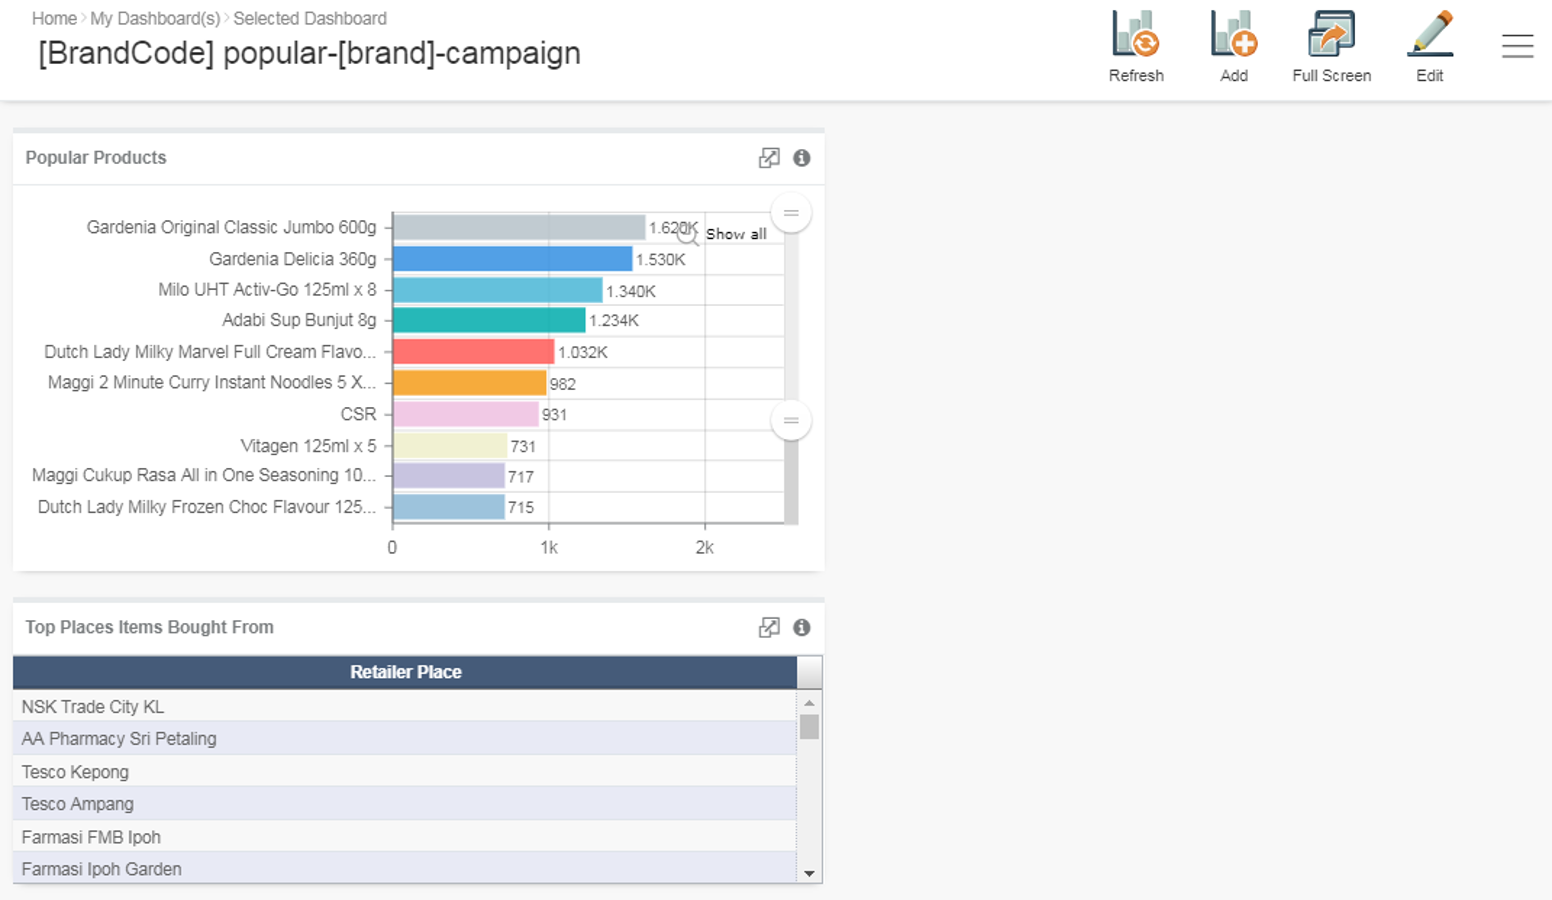 Home > My Dashboard(s) > Selected Dashboard
[BrandCode] popular-[brand]-campaign
Refresh
Add
Full Screen
Edit
Popular Products
Gardenia Original Classic Jumbo 600g 1.620K
Show all
Gardenia Delicia 360g 1.530K
Milo UHT Activ-Go 125ml x 8 1.340K
Adabi Sup Bunjut 8g 1.234K
Dutch Lady Milky Marvel Full Cream Flavo... 1.032K
Maggi 2 Minute Curry Instant Noodles 5 X... 982
CSR 931
Vitagen 125ml x 5 731
Maggi Cukup Rasa All in One Seasoning 10... 717
Dutch Lady Milky Frozen Choc Flavour 125... 715
0 1k 2k
Top Places Items Bought From
Retailer Place
NSK Trade City KL
AA Pharmacy Sri Petaling
Tesco Kepong
Tesco Ampang
Farmasi FMB Ipoh
Farmasi Ipoh Garden